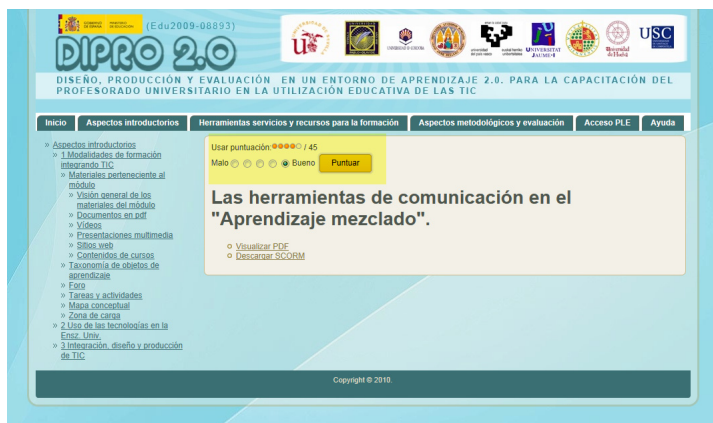 (Edu2009-08893)
DIPRO 2.0
UNIVERSITAT
JAUME·I
USC
DISEÑO, PRODUCCIÓN Y EVALUACIÓN EN UN ENTORNO DE APRENDIZAJE 2.0. PARA LA CAPACITACIÓN DEL
PROFESORADO UNIVERSITARIO EN LA UTILIZACIÓN EDUCATIVA DE LAS TIC
Inicio Aspectos introductorios Herramientas servicios y recursos para la formación Aspectos metodológicos y evaluación Acceso PLE Ayuda
» Aspectos introductorios
» 1 Modalidades de formación
integrando TIC
» Materiales perteneciente al
módulo
» Visión general de los
materiales del módulo
» Documentos en pdf
» Vídeos
» Presentaciones multimedia
» Sitios web
» Contenidos de cursos
» Taxonomía de objetos de
aprendizaje
» Foro
» Tareas y actividades
» Mapa conceptual
» Zona de carga
» 2 Uso de las tecnologías en la
Ensz. Univ.
» 3 Integración, diseño y producción
de TIC
Usar puntuación: / 45
Malo Bueno Puntuar
Las herramientas de comunicación en el
"Aprendizaje mezclado".
Visualizar PDF
Descargar SCORM
Copyright © 2010.